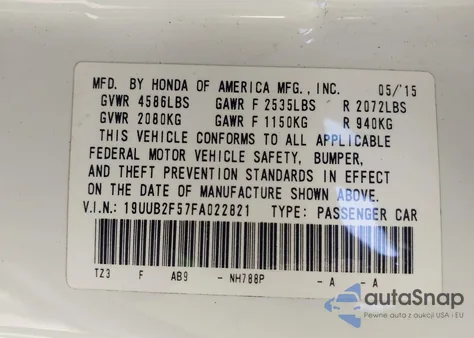 MFD. BY HONDA OF AMERICA MFG., INC. 05/'15
GVWR 4586LBS GAWR F 2535LBS R 2072LBS
GVWR 2080KG GAWR F 1150KG R 940KG
THIS VEHICLE CONFORMS TO ALL APPLICABLE
FEDERAL MOTOR VEHICLE SAFETY, BUMPER,
AND THEFT PREVENTION STANDARDS IN EFFECT
ON THE DATE OF MANUFACTURE SHOWN ABOVE.
V.I.N.: 19UUB2F57FA022821 TYPE: PASSENGER CAR
TZ3 F AB9 - NH788P - A - A
autoSnap
Pewne auta z aukcji USA i EU